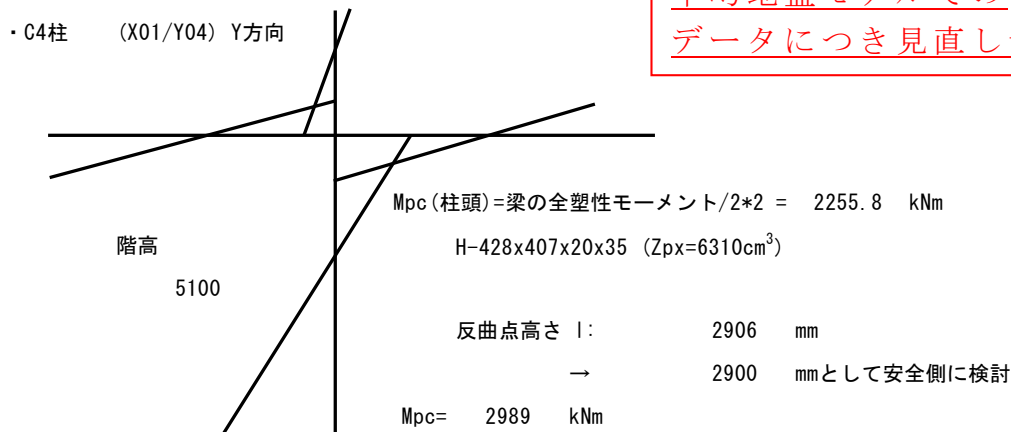 ・C4柱 (X01/Y04) Y方向
データにつき見直し
Mpc(柱頭)=梁の全塑性モーメント/2*2 = 2255.8 kNm
階高
H-428x407x20x35 (Zpx=6310cm³)
5100
反曲点高さ l: 2906 mm
→ 2900 mmとして安全側に検討
Mpc= 2989 kNm